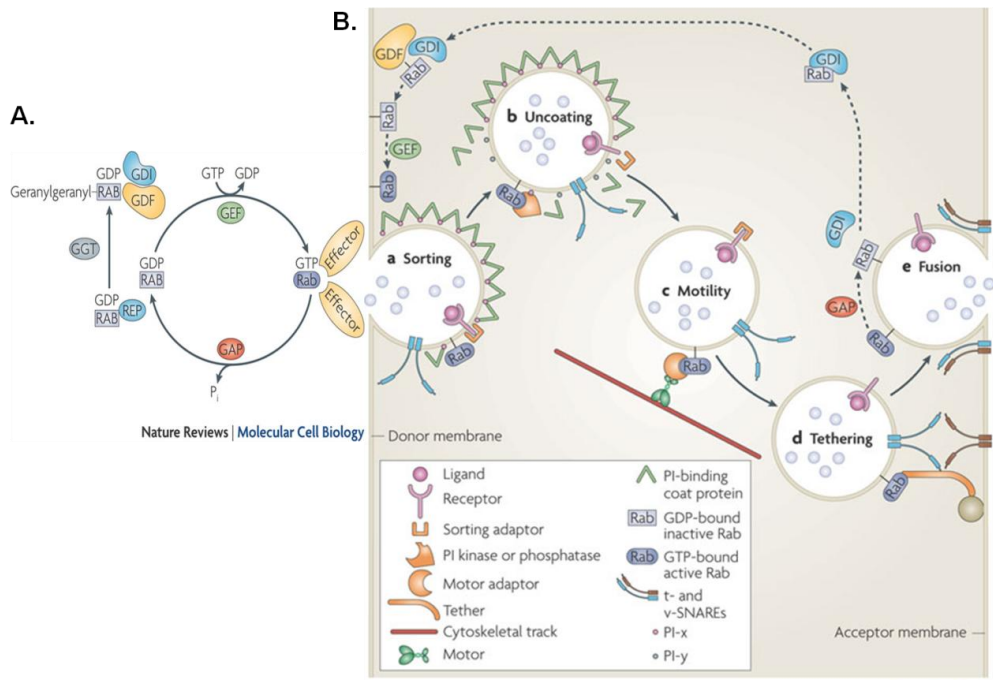 A.
GDP
Geranylgeranyl-
RAB
GDI
GDF
GGT
GDP
RAB
REP
GTP
GDP
GEF
GDP
RAB
GTP
Rab
Effector
Effector
GAP
Pi
Nature Reviews | Molecular Cell Biology
B.
GDF
GDI
Rab
Rab
GEF
Rab
GDI
Rab
a Sorting
Rab
b Uncoating
Rab
c Motility
Rab
d Tethering
Rab
e Fusion
GDI
Rab
GAP
Rab
Donor membrane
Acceptor membrane
Ligand
Receptor
Sorting adaptor
PI kinase or phosphatase
Motor adaptor
Tether
Cytoskeletal track
Motor
PI-binding
coat protein
Rab
GDP-bound
inactive Rab
Rab
GTP-bound
active Rab
t- and
v-SNAREs
PI-x
PI-y